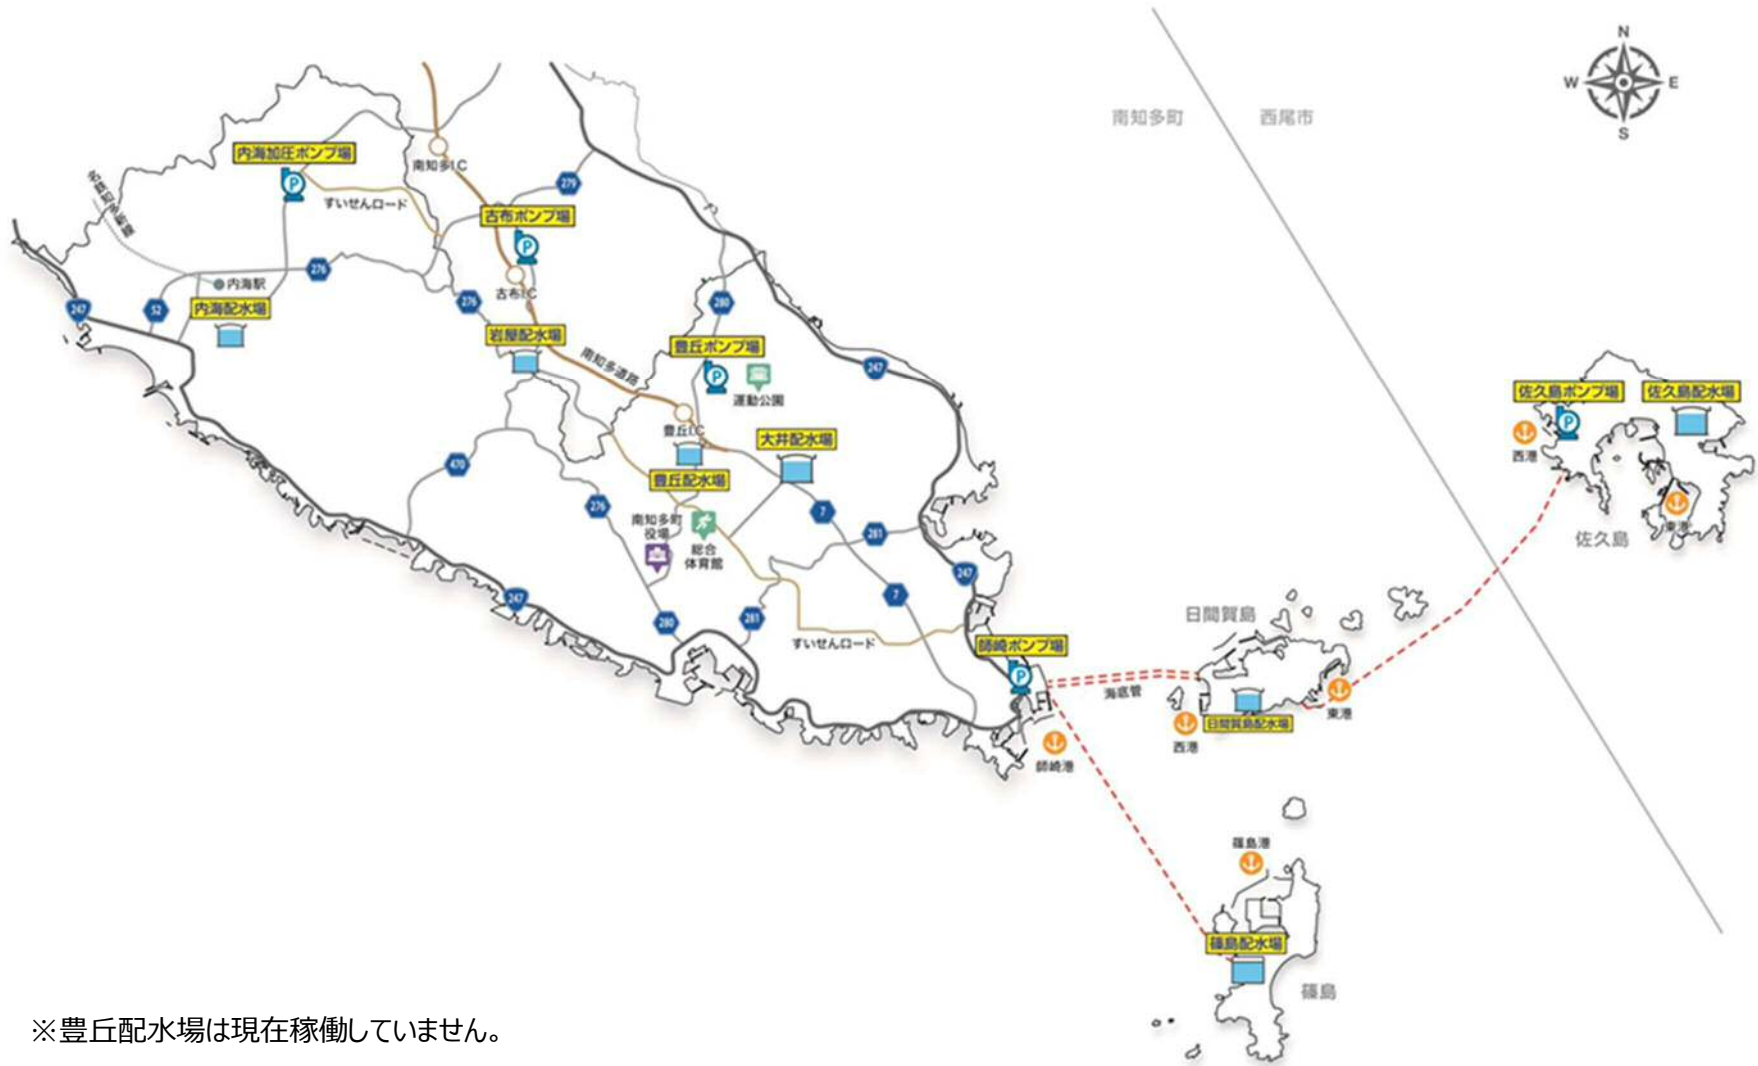 N
W
E
S
南知多町
西尾市
内海加圧ポンプ場
南知多I.C
279
すいせんロード
古布ポンプ場
276
内海駅
古布I.C
276
280
247
52
内海配水場
岩屋配水場
南知多道路
豊丘ポンプ場
247
運動公園
佐久島ポンプ場
佐久島配水場
西港
豊丘I.C
大井配水場
470
豊丘配水場
276
7
東港
南知多町
役場
総合
体育館
281
佐久島
247
247
7
日間賀島
280
281
すいせんロード
師崎ポンプ場
海底管
東港
西港
日間賀島配水場
師崎港
篠島港
篠島配水場
篠島
※豊丘配水場は現在稼働していません。